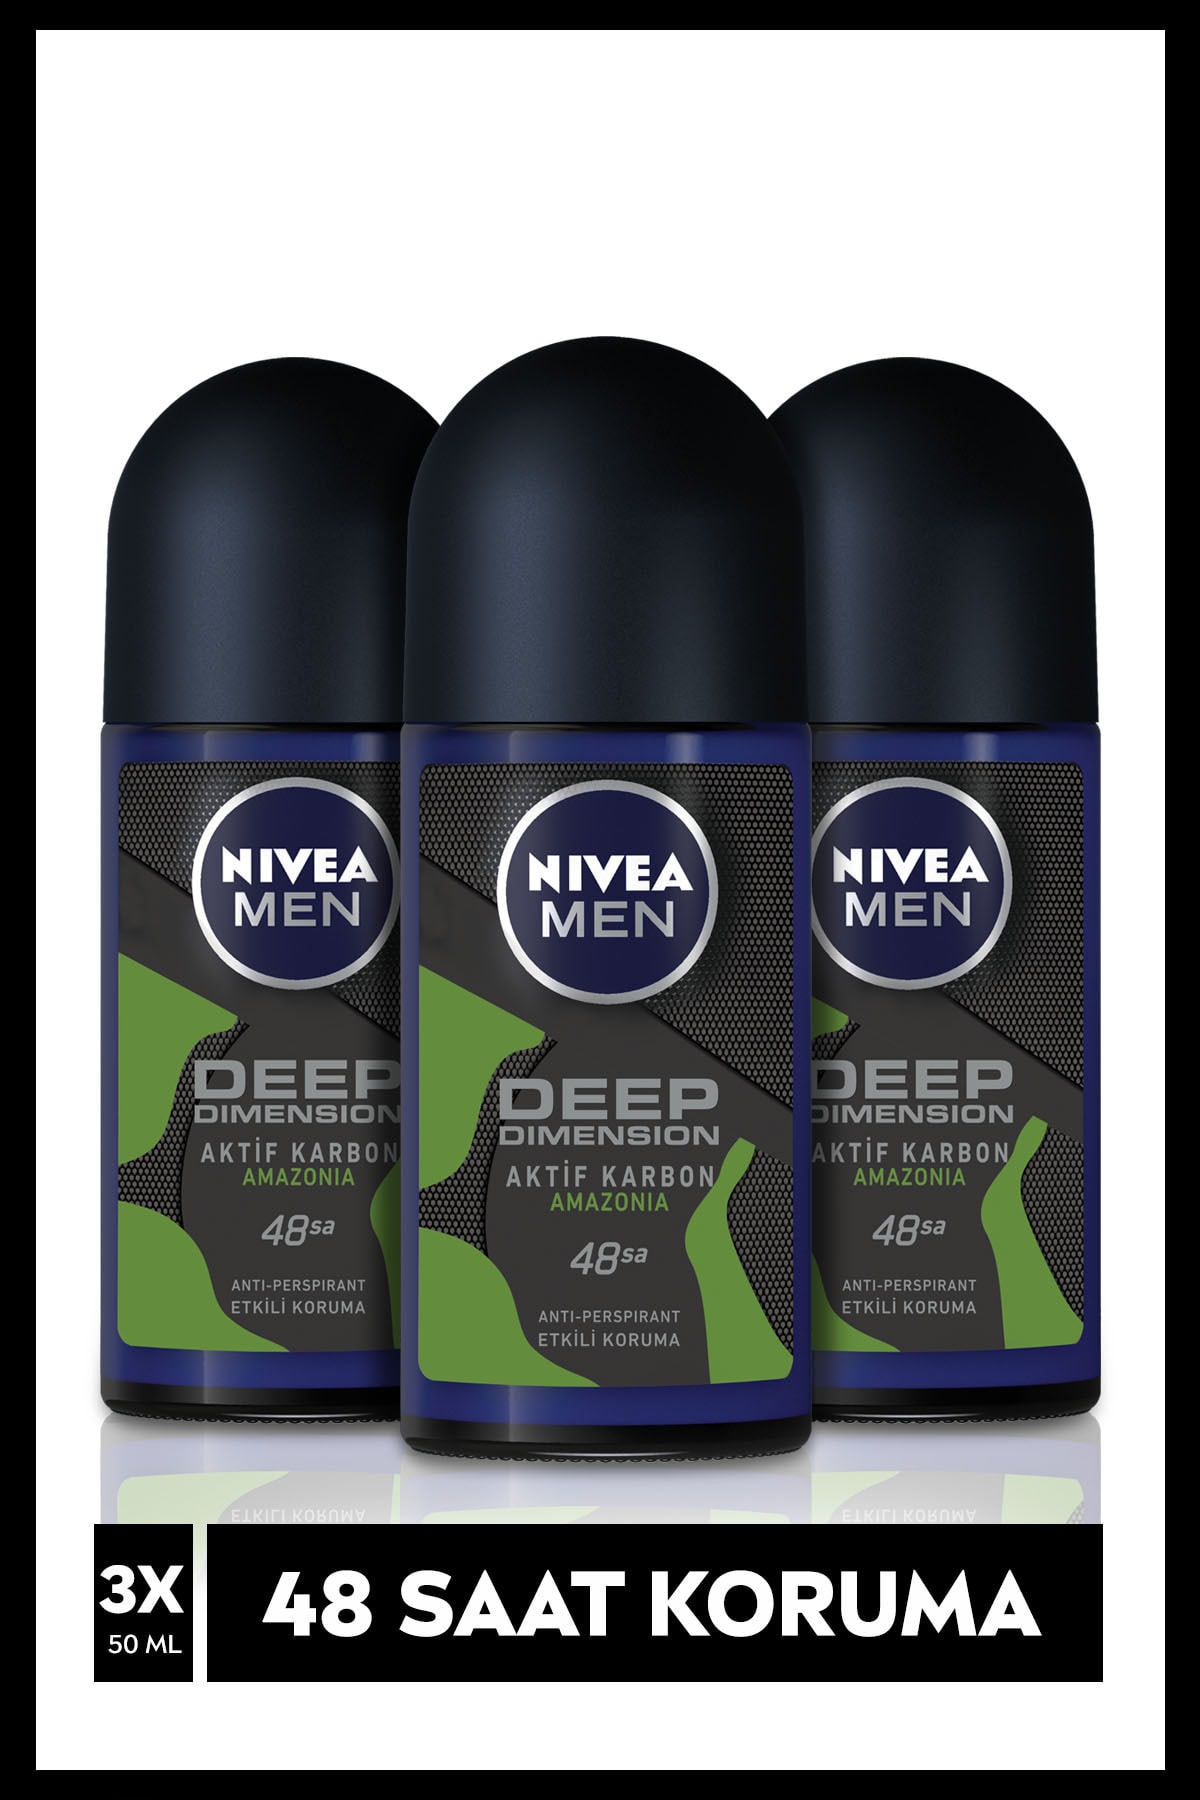 NIVEA
MEN
DEEP
DIMENSION
AKTİF KARBON
AMAZONIA
48sa
ANTI-PERSPIRANT
ETKİLİ KORUMA
NIVEA
MEN
DEEP
DIMENSION
AKTİF KARBON
AMAZONIA
48sa
ANTI-PERSPIRANT
ETKİLİ KORUMA
NIVEA
MEN
DEEP
DIMENSION
AKTİF KARBON
AMAZONIA
48sa
ANTI-PERSPIRANT
ETKİLİ KORUMA
3X
50 ML
48 SAAT KORUMA